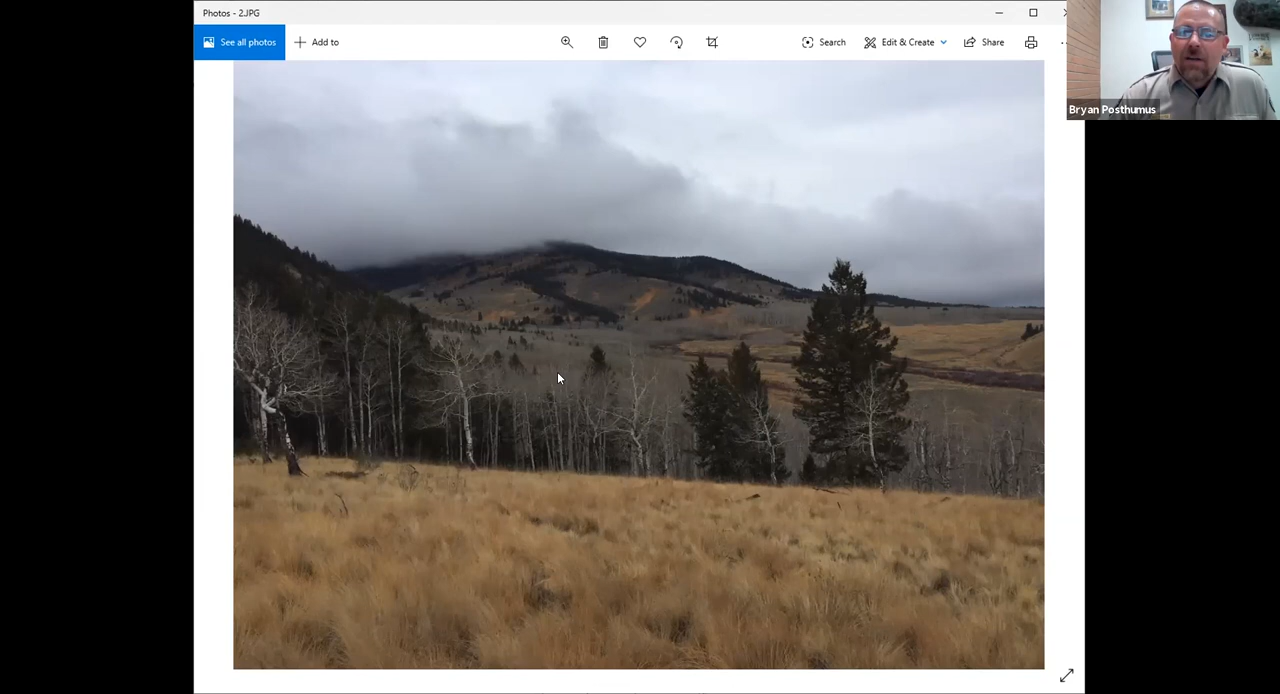 Photos - 2.JPG
See all photos
Add to
Search
Edit & Create
Share
Bryan Posthumus